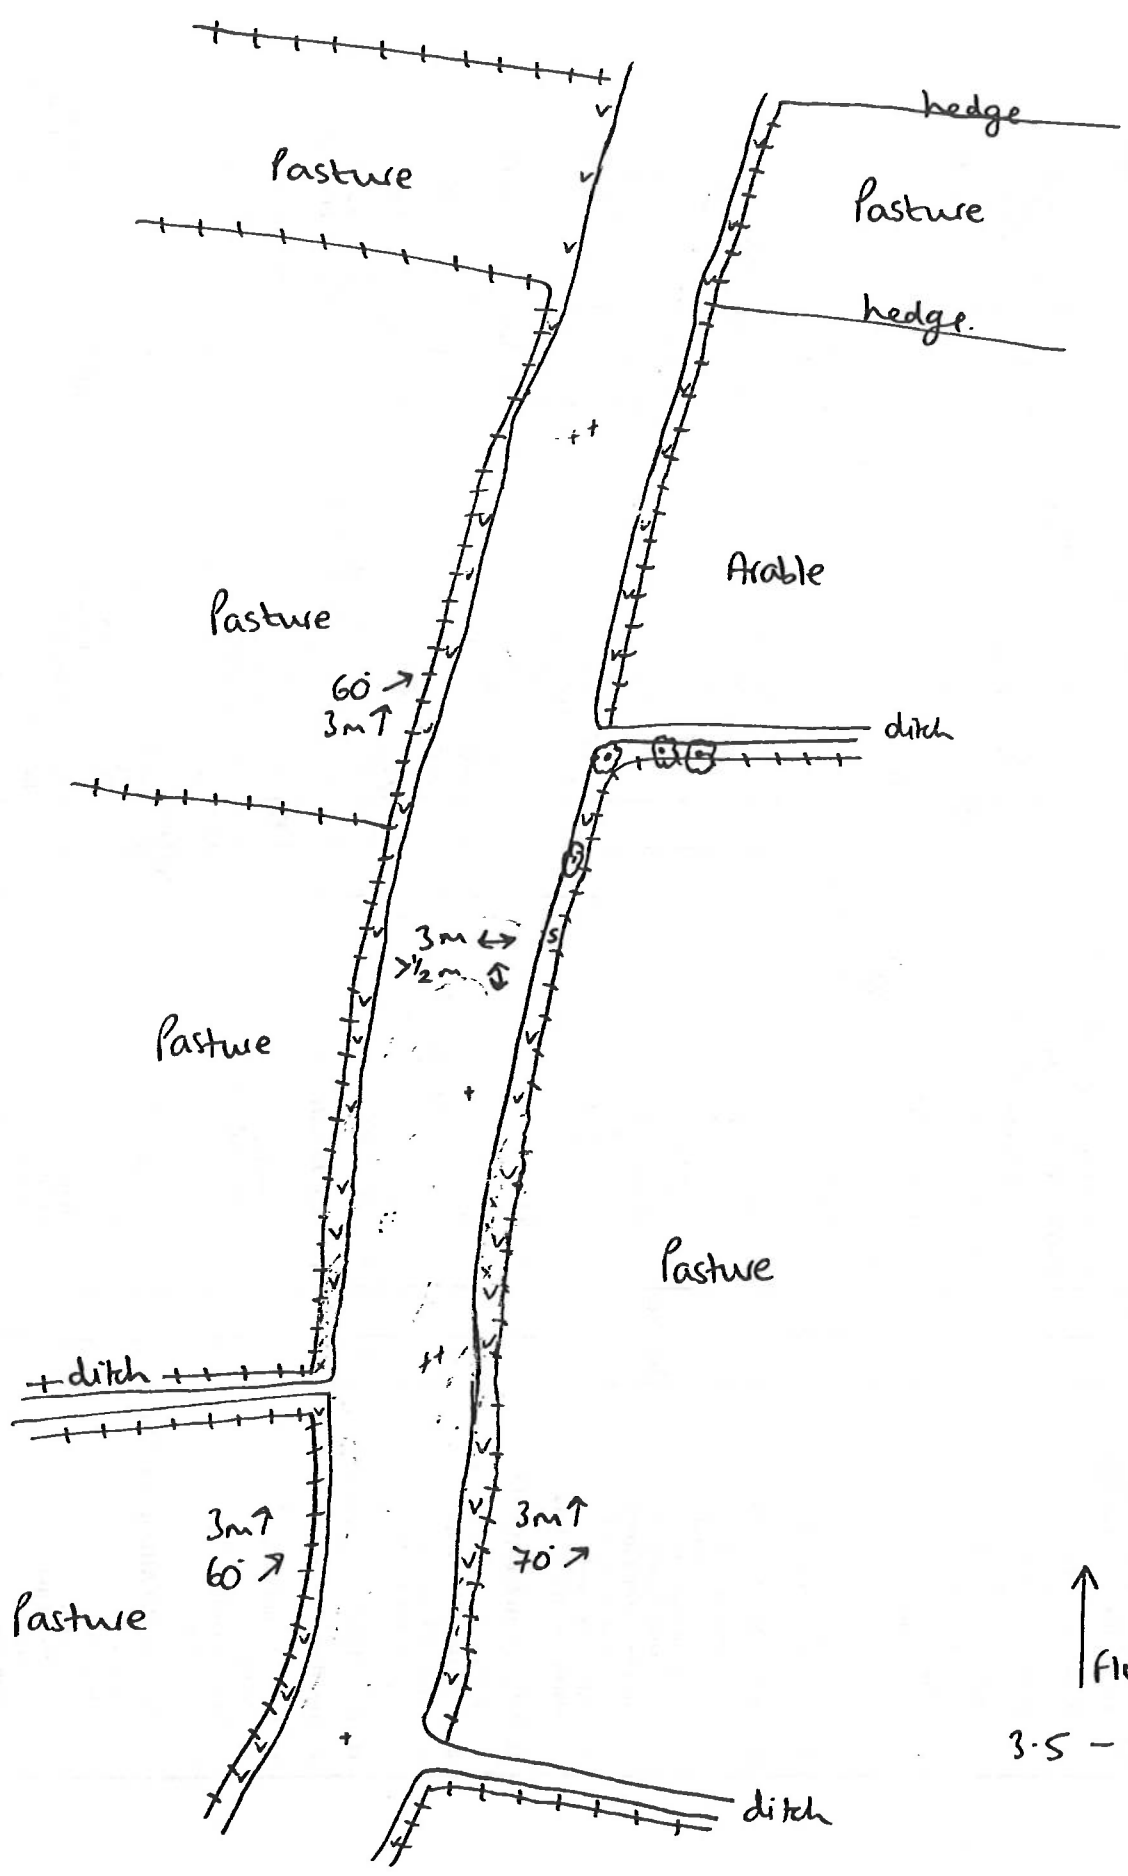 hedge
Pasture
Pasture
hedge.
Arable
Pasture
60° ↗
3m ↑
ditch
3m ↔
>½m ↕
s
Pasture
Pasture
ditch
3m ↑
60° ↗
3m ↑
70° ↗
Pasture
3.5 -
ditch